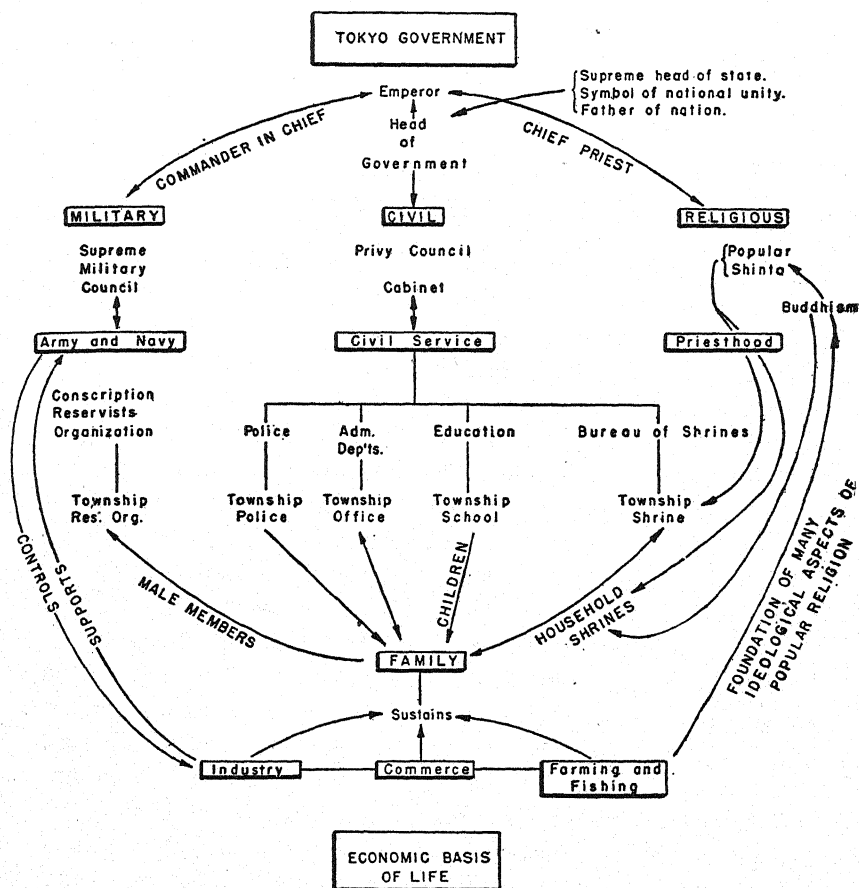 TOKYO GOVERNMENT
Emperor
Supreme head of state.
Symbol of national unity.
Father of nation.
Head
of
Government
COMMANDER IN CHIEF
CHIEF PRIEST
MILITARY
CIVIL
RELIGIOUS
Supreme
Military
Council
Privy Council
Cabinet
Popular
Shinto
Buddhism
Army and Navy
Civil Service
Priesthood
Conscription
Reservists
Organization
Police
Adm.
Dep'ts.
Education
Bureau of Shrines
Township
Res. Org.
Township
Police
Township
Office
Township
School
Township
Shrine
CONTROLS
SUPPORTS
MALE MEMBERS
CHILDREN
HOUSEHOLD
SHRINES
FOUNDATION OF MANY
IDEOLOGICAL ASPECTS OF
POPULAR RELIGION
FAMILY
Sustains
Industry
Commerce
Farming and
Fishing
ECONOMIC BASIS
OF LIFE